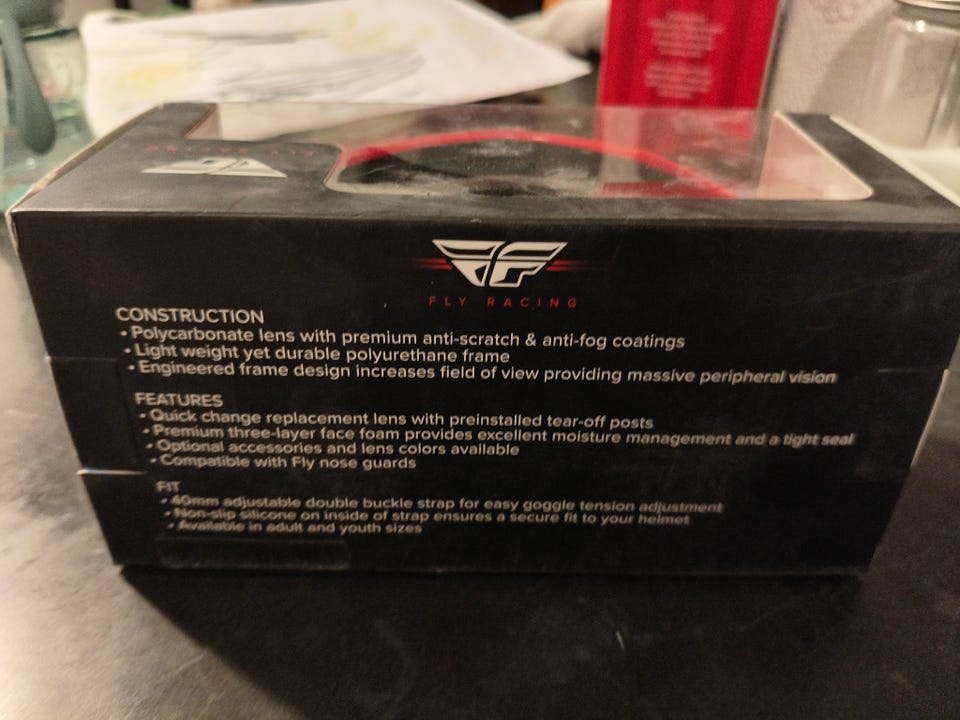 FLY RACING
CONSTRUCTION
• Polycarbonate lens with premium anti-scratch & anti-fog coatings
• Light weight yet durable polyurethane frame
• Engineered frame design increases field of view providing massive peripheral vision
FEATURES
• Quick change replacement lens with preinstalled tear-off posts
• Premium three-layer face foam provides excellent moisture management and a tight seal
• Optional accessories and lens colors available
• Compatible with Fly nose guards
FIT
• 40mm adjustable double buckle strap for easy goggle tension adjustment
• Non-slip silicone on inside of strap ensures a secure fit to your helmet
• Available in adult and youth sizes